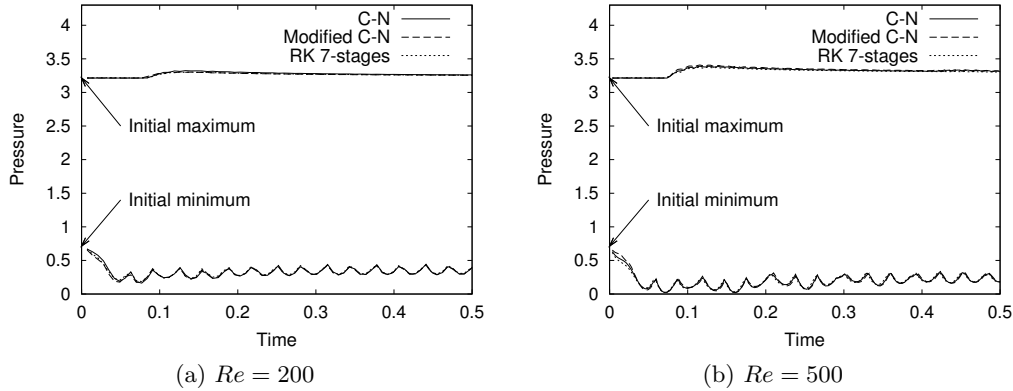 C-N
Modified C-N
RK 7-stages
Initial maximum
Initial minimum
Pressure
4
3.5
3
2.5
2
1.5
1
0.5
0
0 0.1 0.2 0.3 0.4 0.5
Time
(a) Re = 200
C-N
Modified C-N
RK 7-stages
Initial maximum
Initial minimum
Pressure
4
3.5
3
2.5
2
1.5
1
0.5
0
0 0.1 0.2 0.3 0.4 0.5
Time
(b) Re = 500